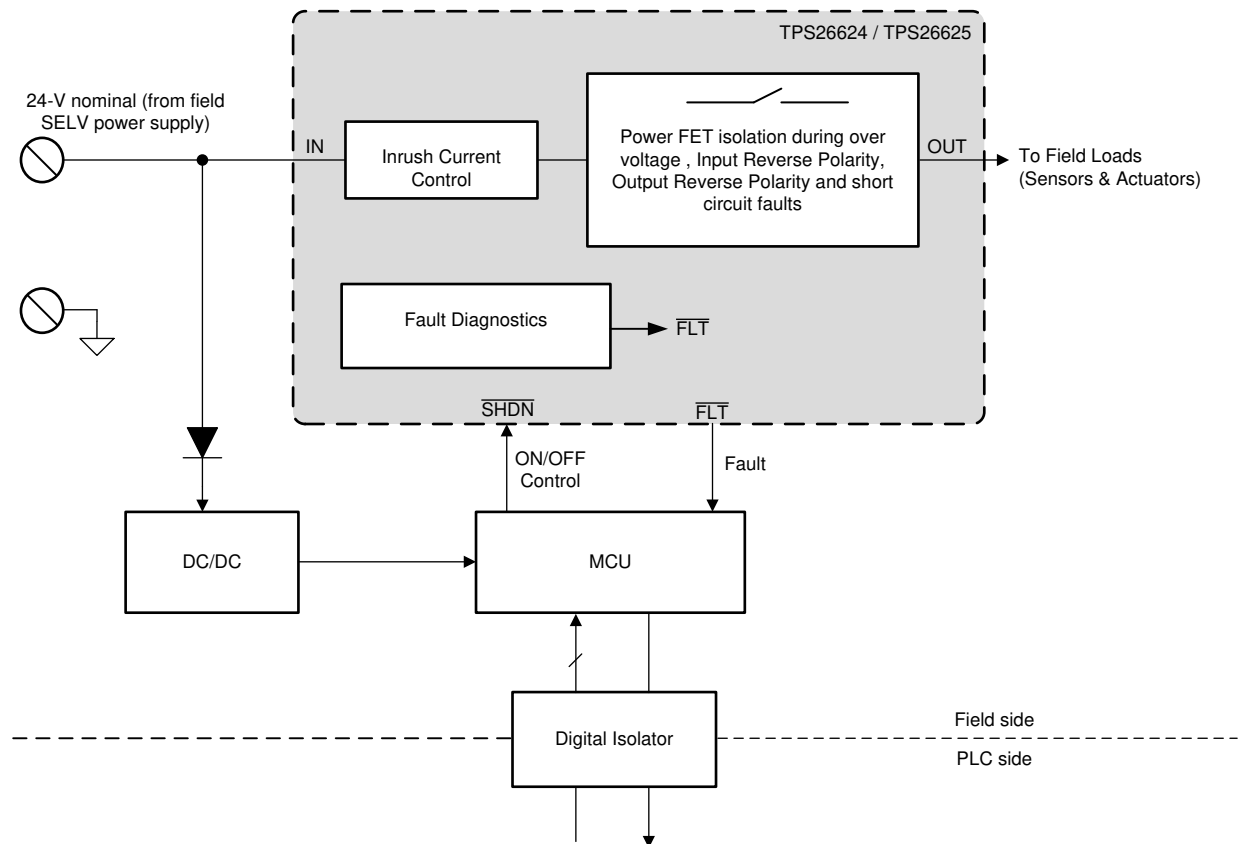 TPS26624 / TPS26625
24-V nominal (from field
SELV power supply)
IN
Inrush Current
Control
Power FET isolation during over
voltage , Input Reverse Polarity,
Output Reverse Polarity and short
circuit faults
OUT
To Field Loads
(Sensors & Actuators)
Fault Diagnostics
FLT
SHDN
FLT
ON/OFF
Control
Fault
DC/DC
MCU
Digital Isolator
Field side
PLC side